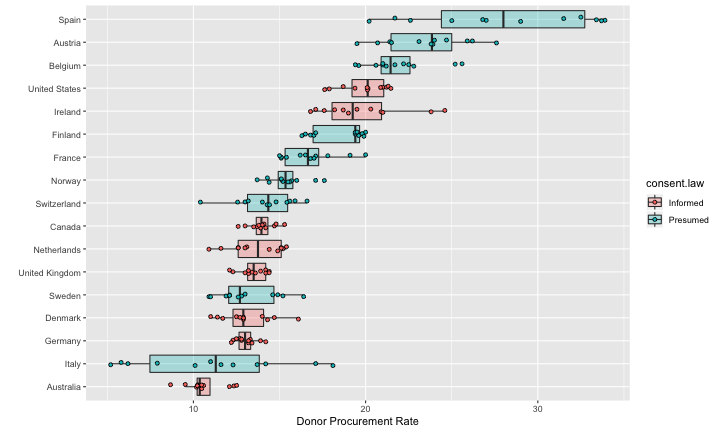 Spain
Austria
Belgium
United States
Ireland
Finland
France
Norway
Switzerland
Canada
Netherlands
United Kingdom
Sweden
Denmark
Germany
Italy
Australia
10 20 30
Donor Procurement Rate
consent.law
Informed
Presumed